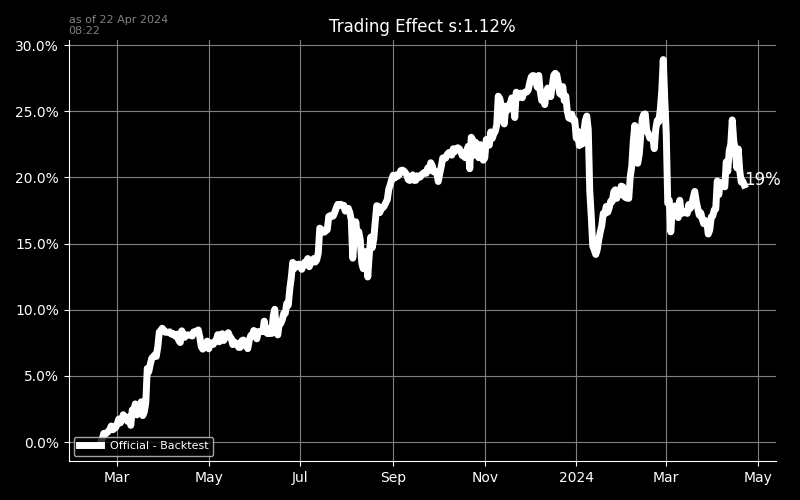 as of 22 Apr 2024
08:22
Trading Effect s:1.12%
30.0%
25.0%
20.0%
15.0%
10.0%
5.0%
0.0%
19%
Official - Backtest
Mar May Jul Sep Nov 2024 Mar May